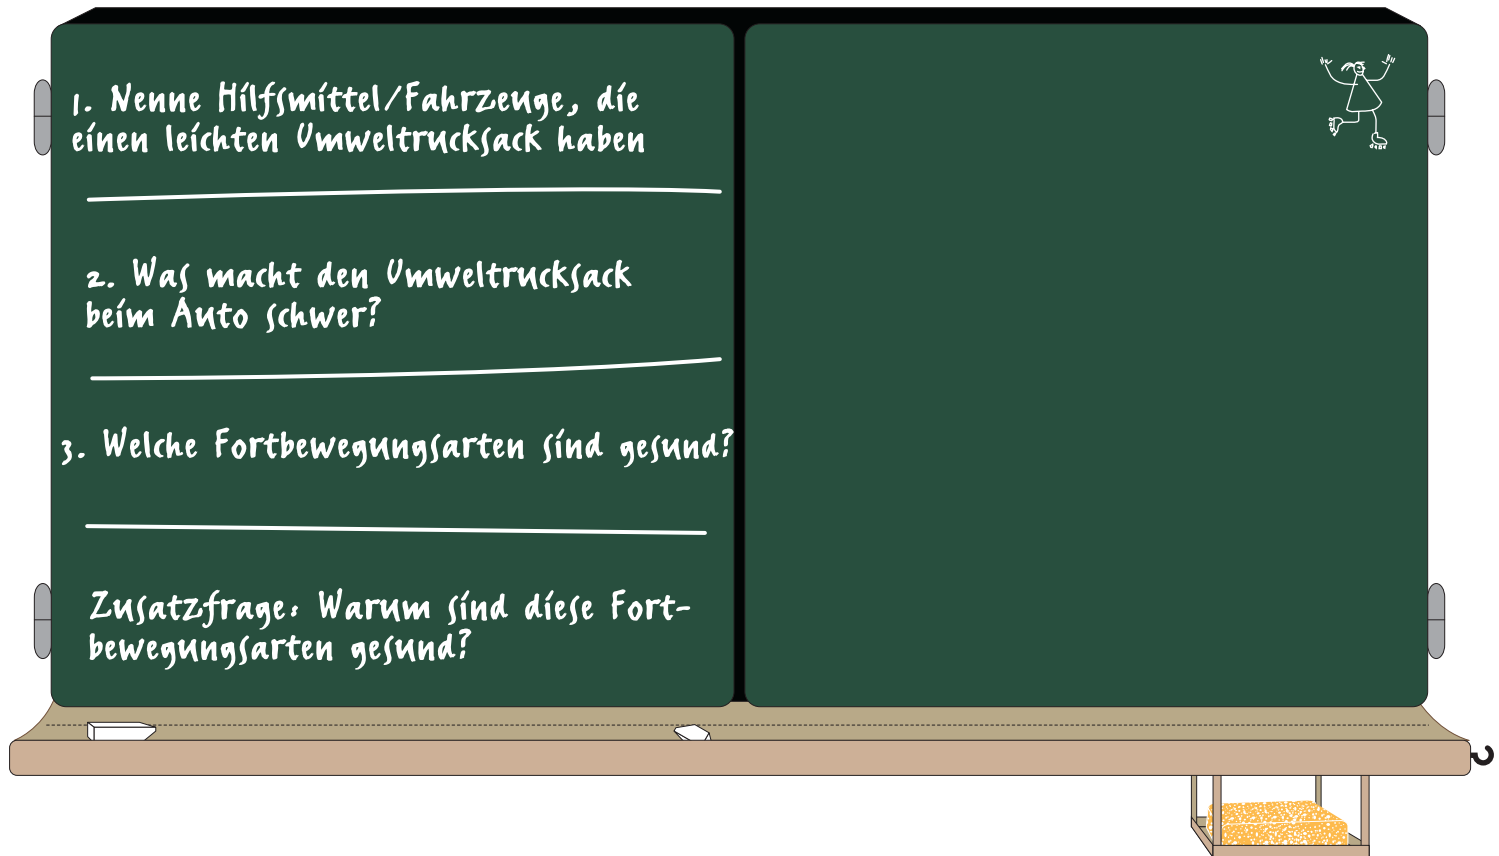 1. Nenne Hilfsmittel/Fahrzeuge, die
einen leichten Umweltrucksack haben
2. Was macht den Umweltrucksack
beim Auto schwer?
3. Welche Fortbewegungsarten sind gesund?
Zusatzfrage: Warum sind diese Fort-
bewegungsarten gesund?